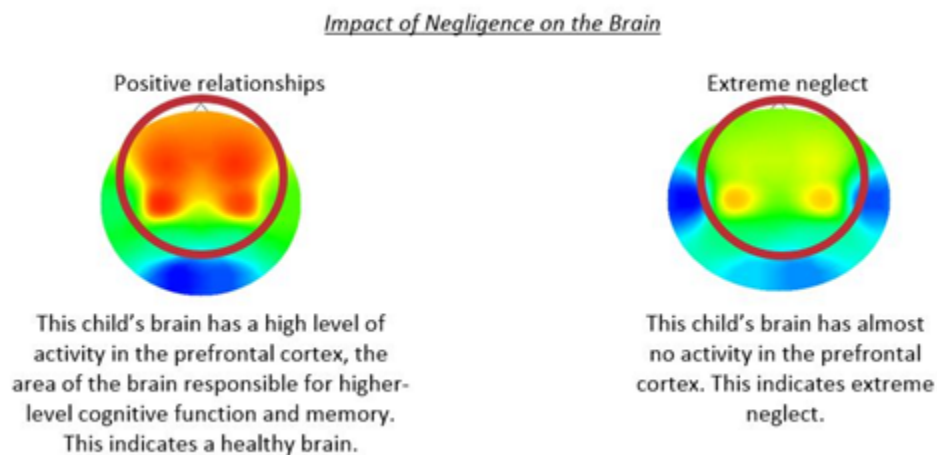 Impact of Negligence on the Brain
Positive relationships
Extreme neglect
This child's brain has a high level of
activity in the prefrontal cortex, the
area of the brain responsible for higher-
level cognitive function and memory.
This indicates a healthy brain.
This child's brain has almost
no activity in the prefrontal
cortex. This indicates extreme
neglect.